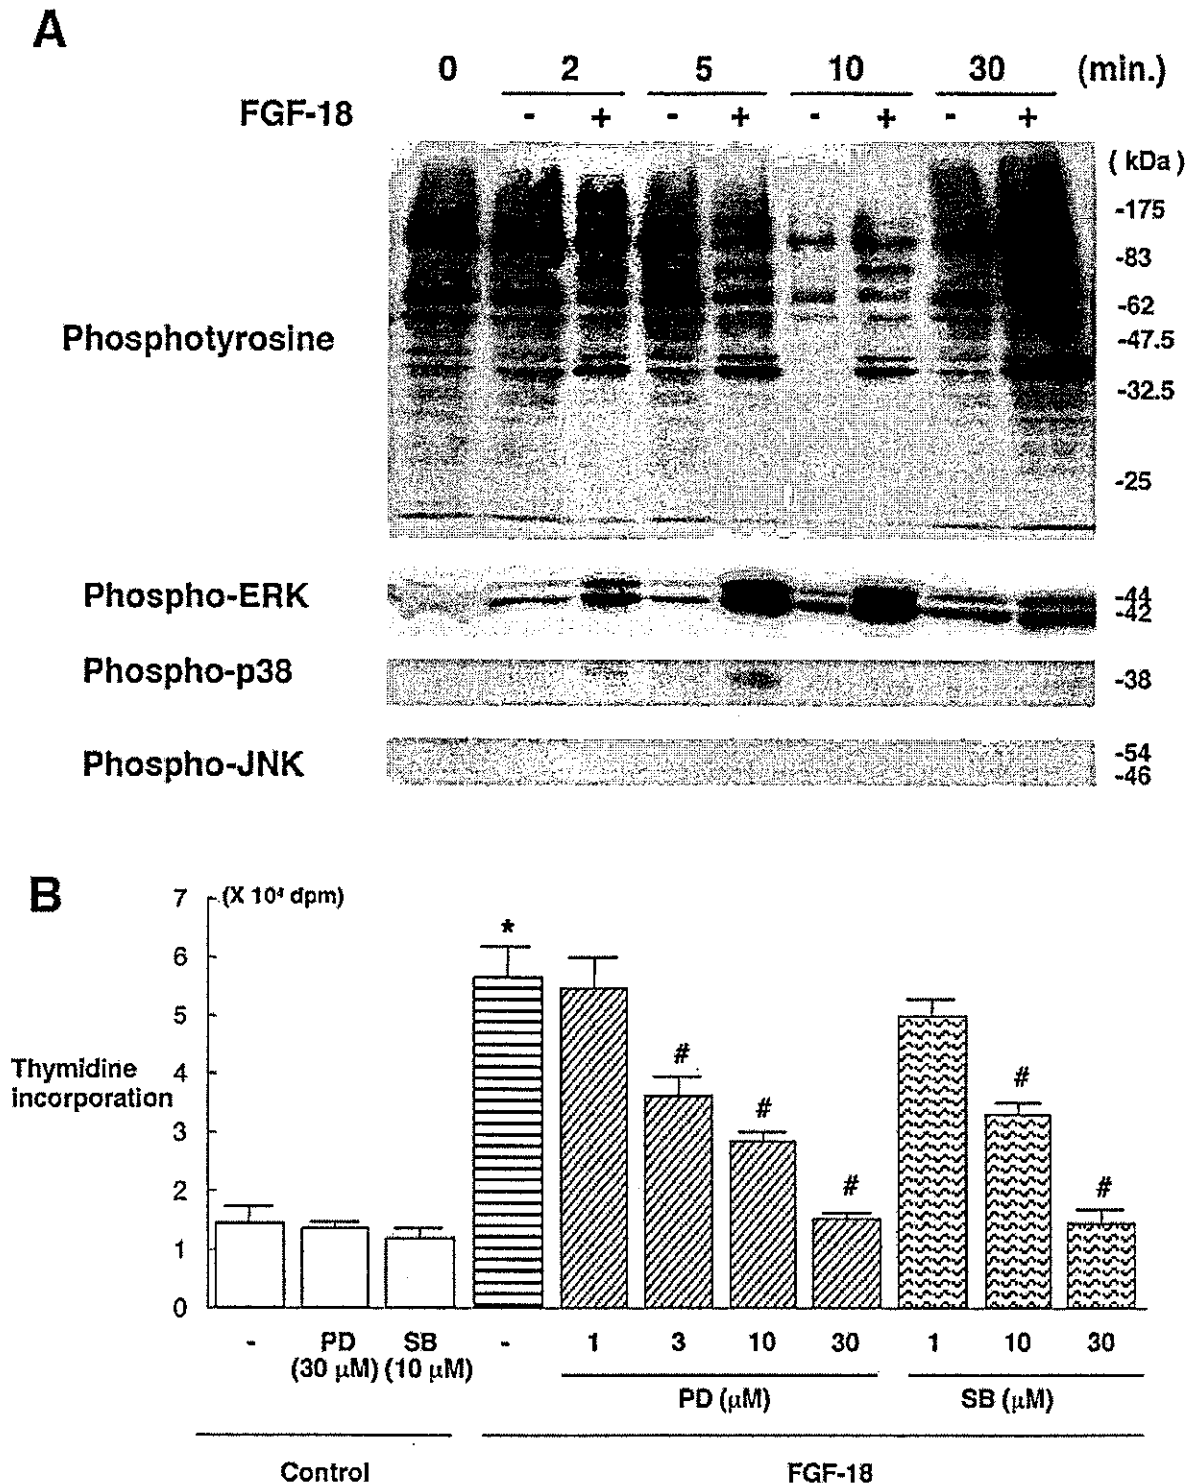 A
0 2 5 10 30 (min.)
FGF-18 - + - + - + - +
( kDa )
-175
-83
-62
Phosphotyrosine
-47.5
-32.5
-25
Phospho-ERK
-44
-42
Phospho-p38
-38
Phospho-JNK
-54
-46
B
7 (X 10⁴ dpm)
*
6
5
4
Thymidine
incorporation
# # # # #
3
2
1
0
- PD SB - 1 3 10 30 1 10 30
(30 μM) (10 μM)
PD (μM) SB (μM)
Control FGF-18